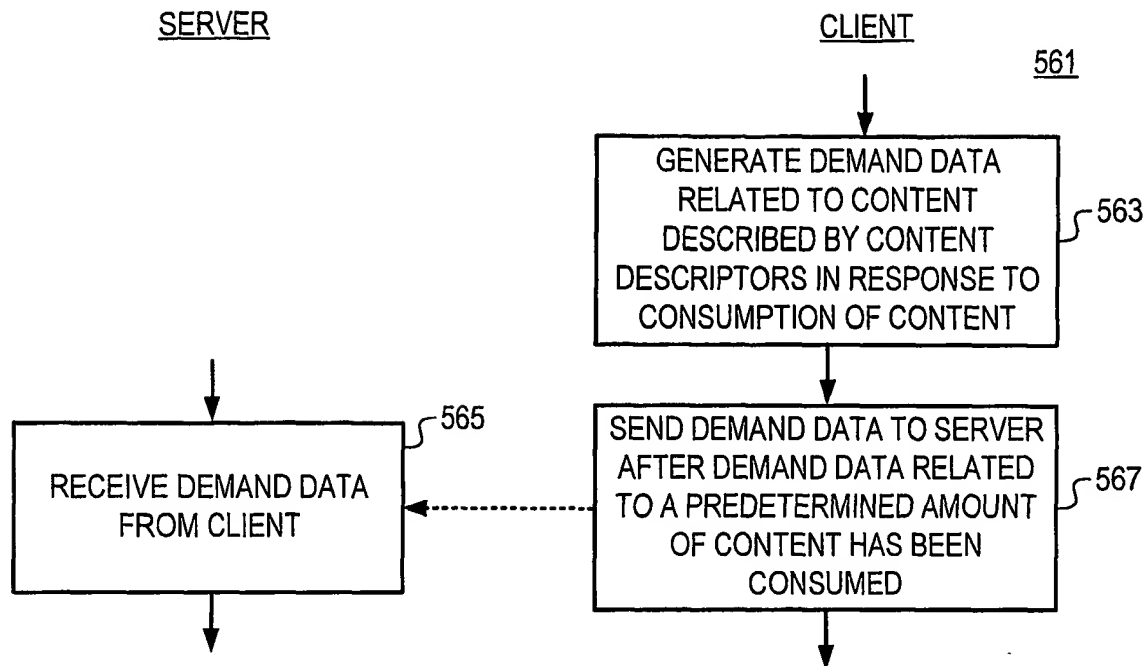 SERVER
CLIENT
561
GENERATE DEMAND DATA
RELATED TO CONTENT
DESCRIBED BY CONTENT
DESCRIPTORS IN RESPONSE TO
CONSUMPTION OF CONTENT
563
565
RECEIVE DEMAND DATA
FROM CLIENT
SEND DEMAND DATA TO SERVER
AFTER DEMAND DATA RELATED
TO A PREDETERMINED AMOUNT
OF CONTENT HAS BEEN
CONSUMED
567